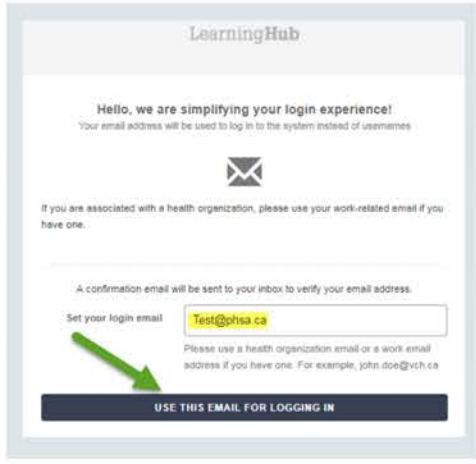 LearningHub
Hello, we are simplifying your login experience!
Your email address will be used to log in to the system instead of usernames
If you are associated with a health organization, please use your work-related email if you
have one.
A confirmation email will be sent to your inbox to verify your email address.
Set your login email
Test@phsa.ca
Please use a health organization email or a work email
address if you have one. For example, john.doe@vch.ca
USE THIS EMAIL FOR LOGGING IN